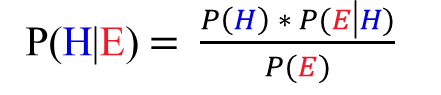 P(H|E) = P(H) * P(E|H) / P(E)